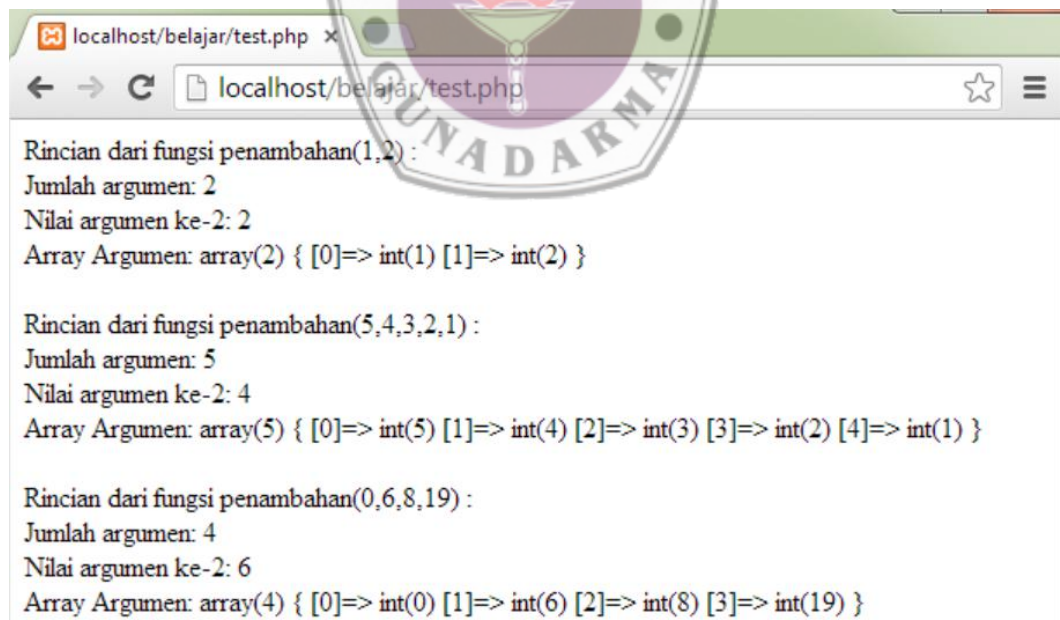 localhost/belajar/test.php
localhost/belajar/test.php
GUNADARMA
Rincian dari fungsi penambahan(1,2) :
Jumlah argumen: 2
Nilai argumen ke-2: 2
Array Argumen: array(2) { [0]=> int(1) [1]=> int(2) }
Rincian dari fungsi penambahan(5,4,3,2,1) :
Jumlah argumen: 5
Nilai argumen ke-2: 4
Array Argumen: array(5) { [0]=> int(5) [1]=> int(4) [2]=> int(3) [3]=> int(2) [4]=> int(1) }
Rincian dari fungsi penambahan(0,6,8,19) :
Jumlah argumen: 4
Nilai argumen ke-2: 6
Array Argumen: array(4) { [0]=> int(0) [1]=> int(6) [2]=> int(8) [3]=> int(19) }